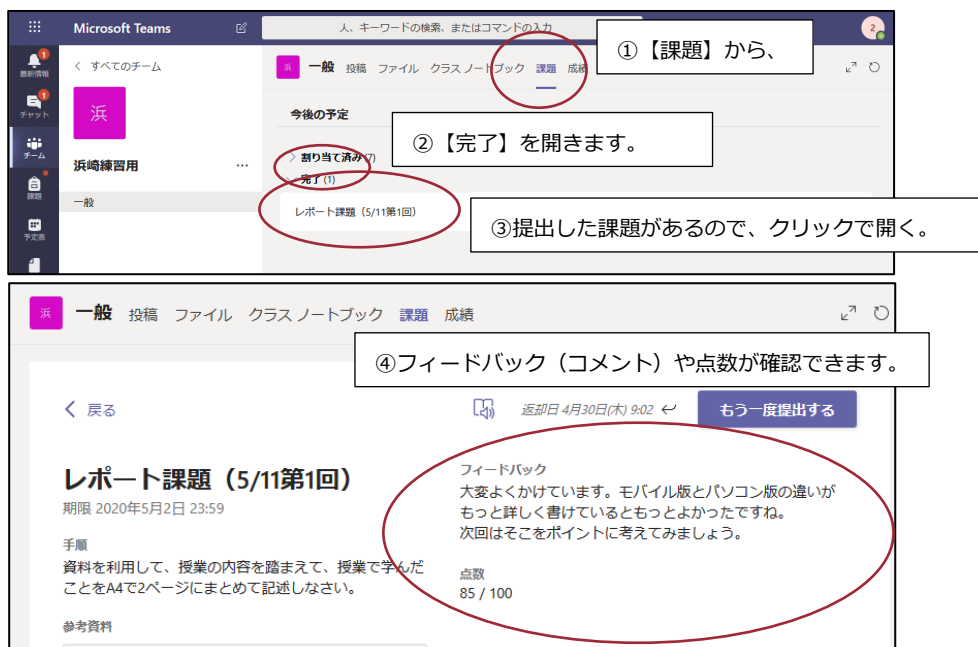 Microsoft Teams
人、キーワードの検索、またはコマンドの入力
2
①【課題】から、
1
最新情報
1
チャット
チーム
課題
予定表
すべてのチーム
浜
浜崎練習用
…
一般
浜
一般 投稿 ファイル クラス ノートブック 課題 成績
今後の予定
②【完了】を開きます。
割り当て済み (7)
完了 (1)
レポート課題（5/11第1回）
③提出した課題があるので、クリックで開く。
浜
一般 投稿 ファイル クラス ノートブック 課題 成績
④フィードバック（コメント）や点数が確認できます。
戻る
返却日 4月30日(木) 9:02
もう一度提出する
レポート課題（5/11第1回）
期限 2020年5月2日 23:59
手順
資料を利用して、授業の内容を踏まえて、授業で学んだ
ことをA4で2ページにまとめて記述しなさい。
参考資料
フィードバック
大変よくかけています。モバイル版とパソコン版の違いが
もっと詳しく書けているともっとよかったですね。
次回はそこをポイントに考えてみましょう。
点数
85 / 100